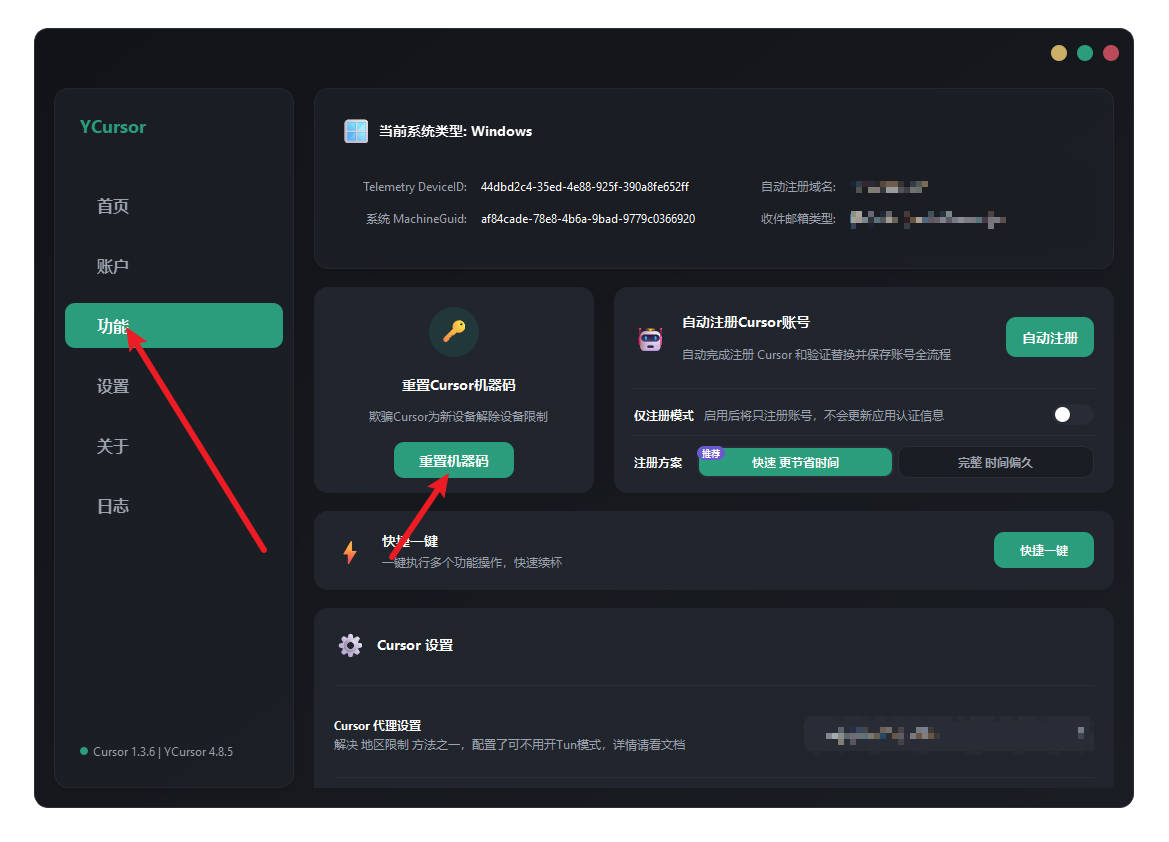 YCursor
首页
账户
功能
设置
关于
日志
Cursor 1.3.6 | YCursor 4.8.5
当前系统类型: Windows
Telemetry DeviceID: 44dbd2c4-35ed-4e88-925f-390a8fe652ff
自动注册域名:
系统 MachineGuid: af84cade-78e8-4b6a-9bad-9779c0366920
收件邮箱类型:
重置Cursor机器码
欺骗Cursor为新设备解除设备限制
重置机器码
自动注册Cursor账号
自动完成注册 Cursor 和验证替换并保存账号全流程
自动注册
仅注册模式 启用后将只注册账号，不会更新应用认证信息
注册方案
推荐
快速 更节省时间
完整 时间偏久
快捷一键
一键执行多个功能操作，快速续杯
快捷一键
Cursor 设置
Cursor 代理设置
解决 地区限制 方法之一，配置了可不用开Tun模式，详情请看文档